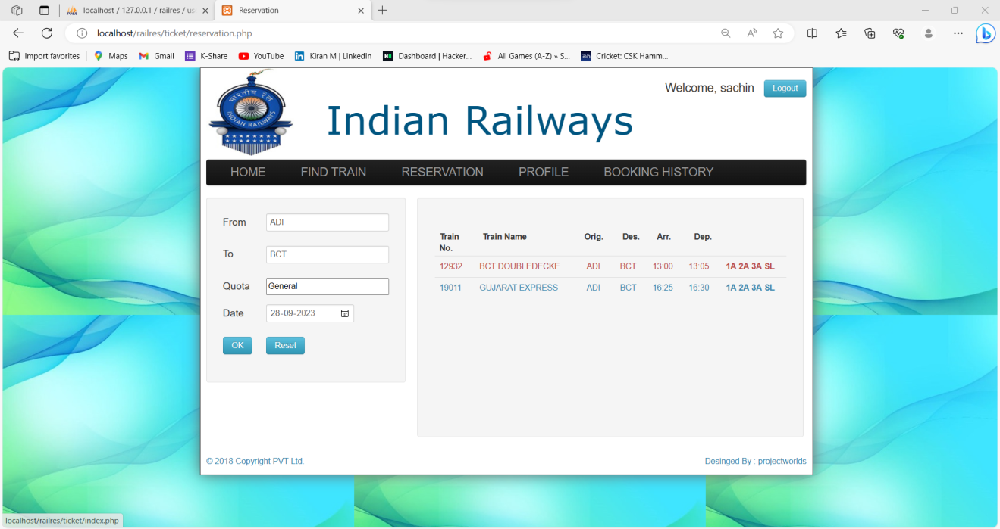 localhost / 127.0.0.1 / railres / us
Reservation
localhost/railres/ticket/reservation.php
Import favorites Maps Gmail K-Share YouTube Kiran M | LinkedIn Dashboard | Hacker... All Games (A-Z) » S... Cricket: CSK Hamm...
Welcome, sachin Logout
भारतीय रेल
INDIAN RAILWAYS
Indian Railways
HOME FIND TRAIN RESERVATION PROFILE BOOKING HISTORY
From ADI
To BCT
Quota General
Date 28-09-2023
OK Reset
Train No. Train Name Orig. Des. Arr. Dep.
12932 BCT DOUBLEDECKE ADI BCT 13:00 13:05 1A 2A 3A SL
19011 GUJARAT EXPRESS ADI BCT 16:25 16:30 1A 2A 3A SL
© 2018 Copyright PVT Ltd. Desinged By : projectworlds
localhost/railres/ticket/index.php